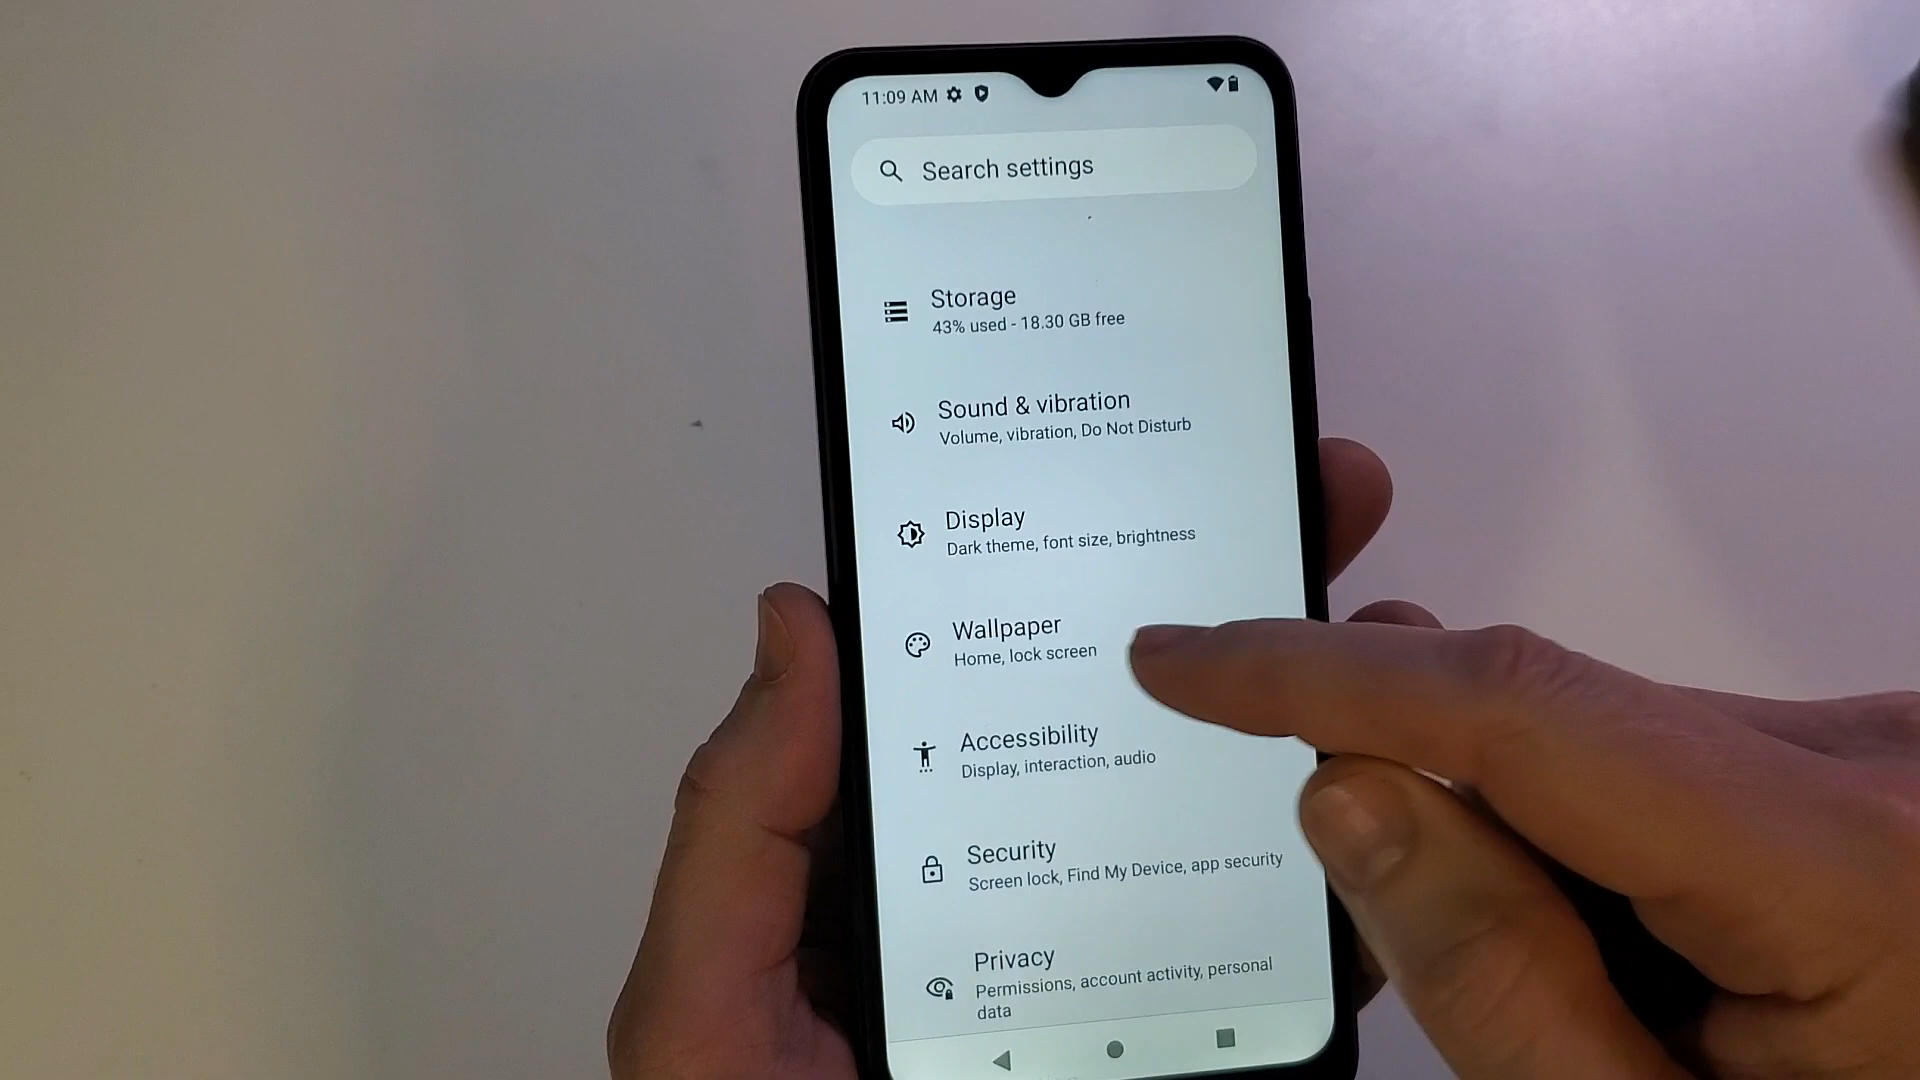 11:09 AM
Search settings
Storage
43% used - 18.30 GB free
Sound & vibration
Volume, vibration, Do Not Disturb
Display
Dark theme, font size, brightness
Wallpaper
Home, lock screen
Accessibility
Display, interaction, audio
Security
Screen lock, Find My Device, app security
Privacy
Permissions, account activity, personal
data